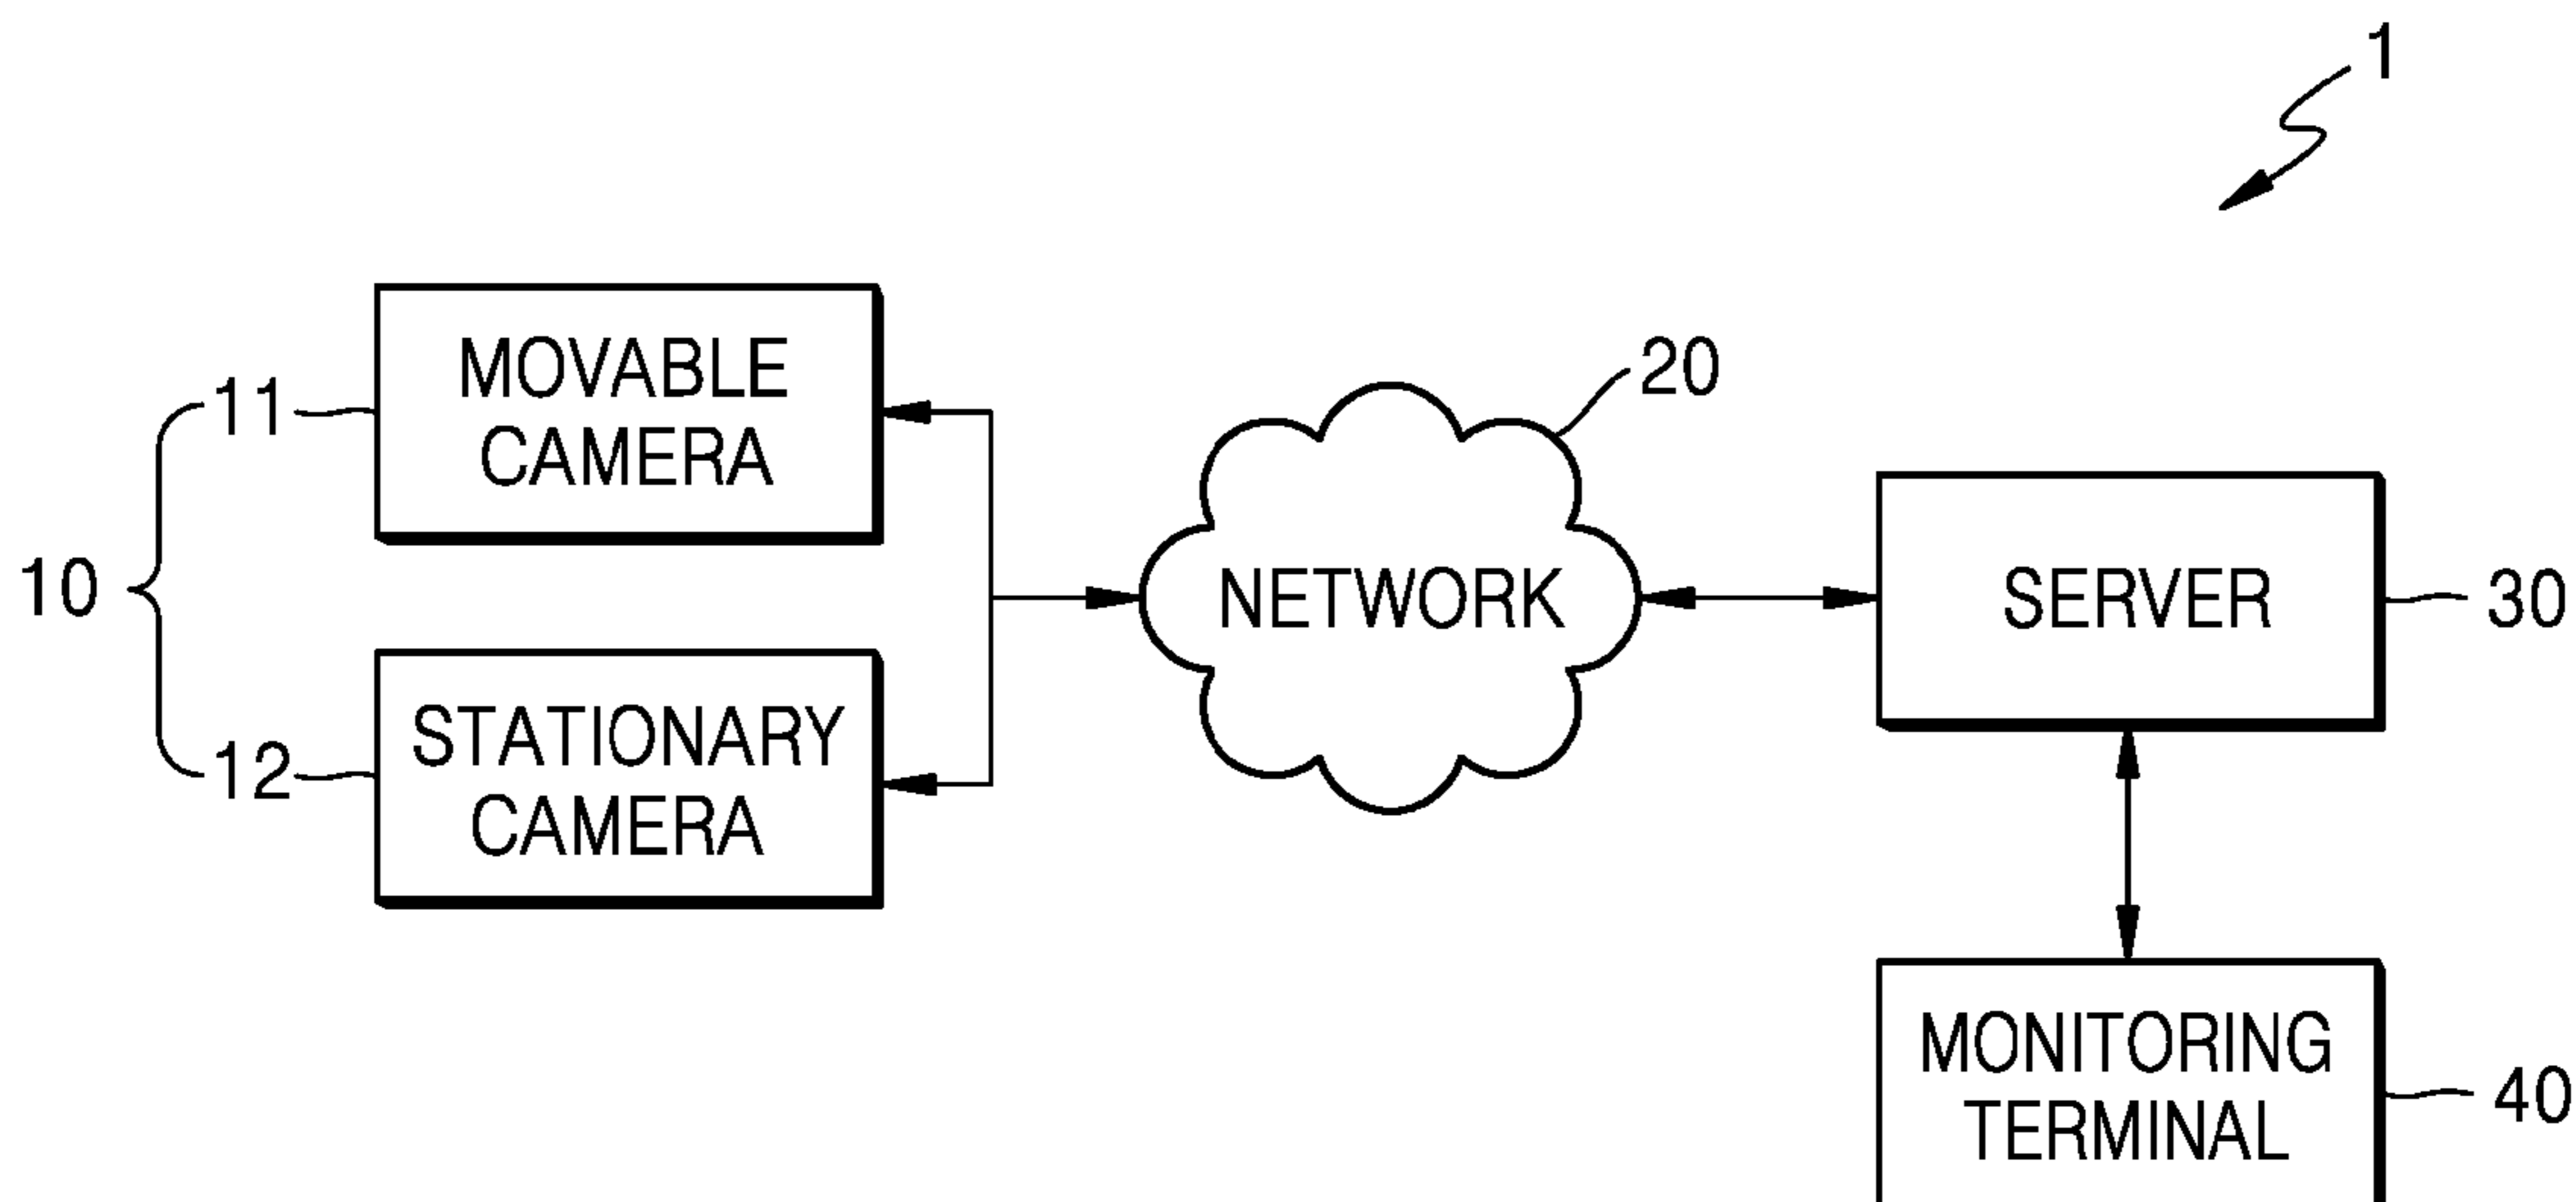 1
MOVABLE
CAMERA
11
20
10
NETWORK
SERVER
30
STATIONARY
CAMERA
12
MONITORING
TERMINAL
40